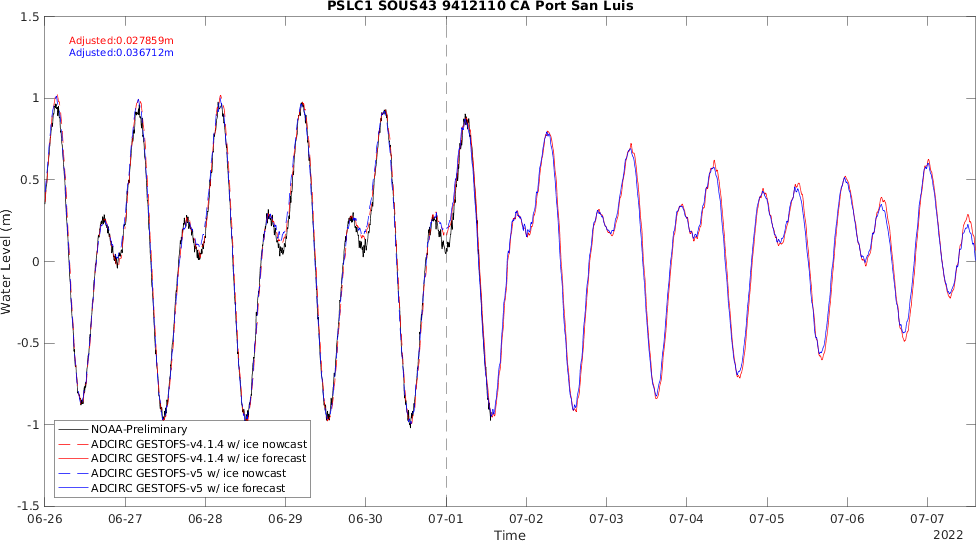 PSLC1 SOUS43 9412110 CA Port San Luis
1.5
Adjusted:0.027859m
Adjusted:0.036712m
1
0.5
Water Level (m)
0
-0.5
-1
NOAA-Preliminary
ADCIRC GESTOFS-v4.1.4 w/ ice nowcast
ADCIRC GESTOFS-v4.1.4 w/ ice forecast
ADCIRC GESTOFS-v5 w/ ice nowcast
ADCIRC GESTOFS-v5 w/ ice forecast
-1.5
06-26 06-27 06-28 06-29 06-30 07-01 07-02 07-03 07-04 07-05 07-06 07-07
Time
2022